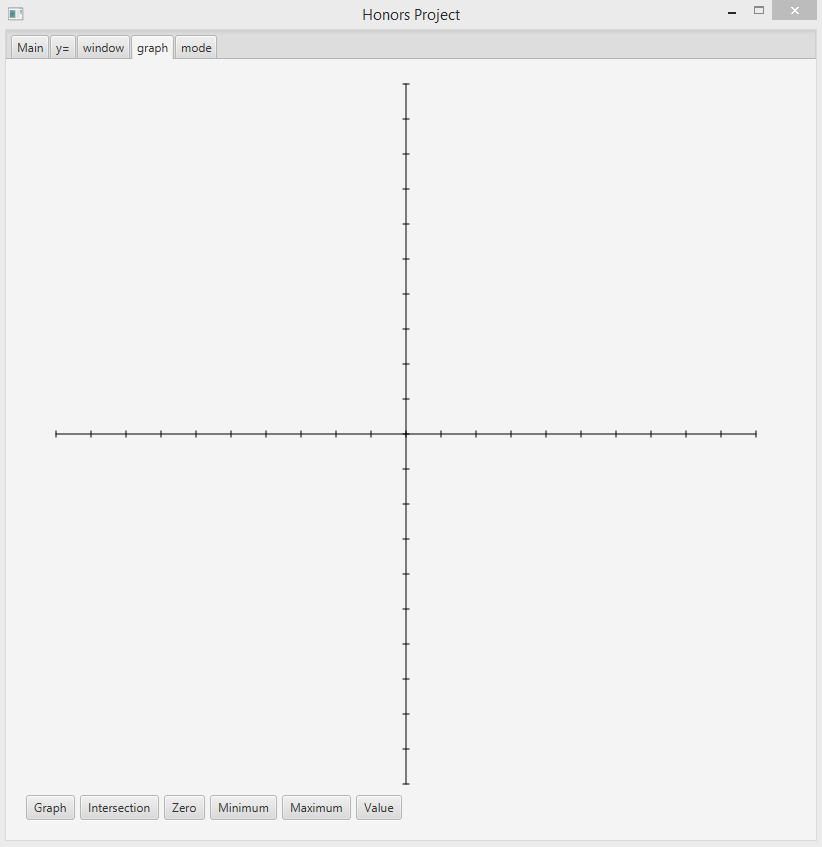 Honors Project
Main y= window graph mode
Graph Intersection Zero Minimum Maximum Value